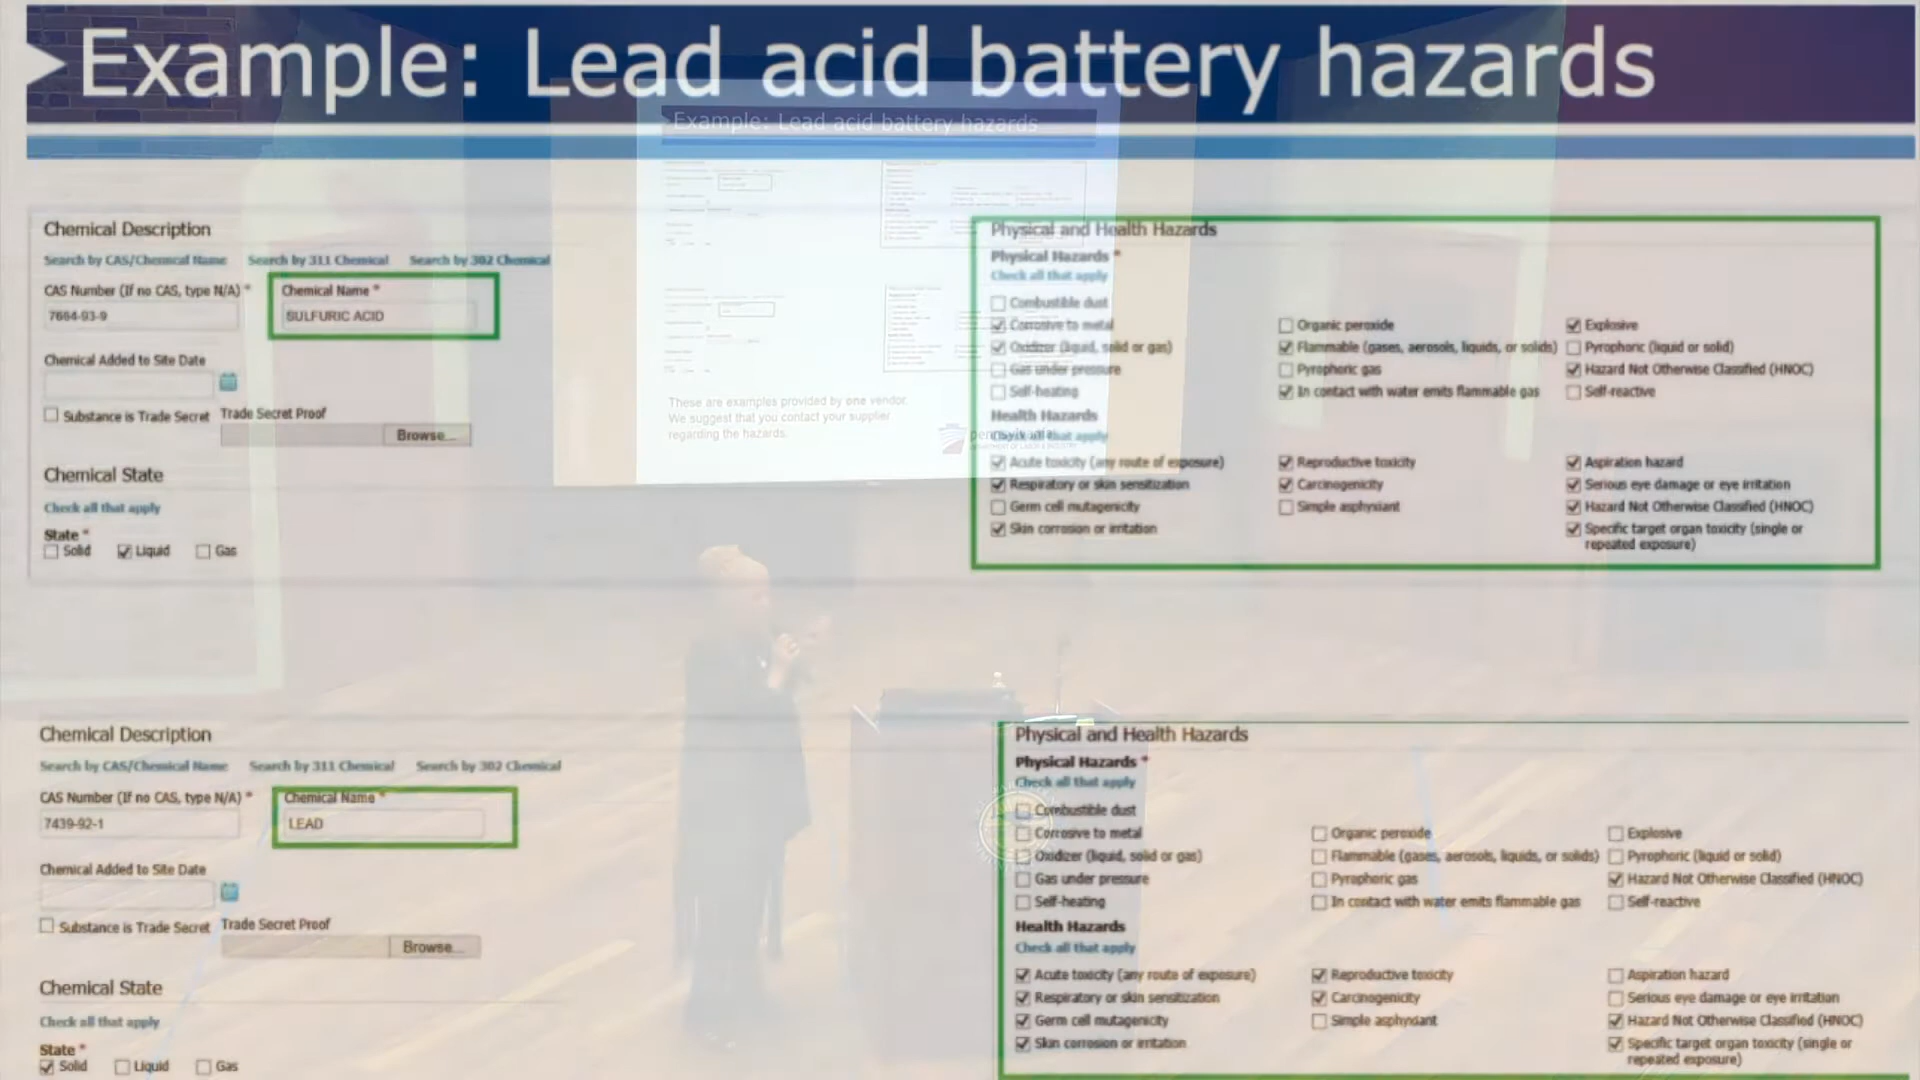 Example: Lead acid battery hazards
Example: Lead acid battery hazards
Chemical Description
Search by CAS/Chemical Name Search by 311 Chemical Search by 302 Chemical
CAS Number (If no CAS, type N/A) * Chemical Name *
7664-93-9 SULFURIC ACID
Chemical Added to Site Date
Substance is Trade Secret Trade Secret Proof
Browse...
Chemical State
Check all that apply
State *
Solid Liquid Gas
Physical and Health Hazards
Physical Hazards *
Check all that apply
Combustible dust
Corrosive to metal Organic peroxide Explosive
Oxidizer (liquid, solid or gas) Flammable (gases, aerosols, liquids, or solids) Pyrophoric (liquid or solid)
Gas under pressure Pyrophoric gas Hazard Not Otherwise Classified (HNOC)
Self-heating In contact with water emits flammable gas Self-reactive
Health Hazards
Check all that apply
Acute toxicity (any route of exposure) Reproductive toxicity Aspiration hazard
Respiratory or skin sensitization Carcinogenicity Serious eye damage or eye irritation
Germ cell mutagenicity Simple asphyxiant Hazard Not Otherwise Classified (HNOC)
Skin corrosion or irritation Specific target organ toxicity (single or
repeated exposure)
These are examples provided by one vendor.
We suggest that you contact your supplier
regarding the hazards.
Chemical Description
Search by CAS/Chemical Name Search by 311 Chemical Search by 302 Chemical
CAS Number (If no CAS, type N/A) * Chemical Name *
7439-92-1 LEAD
Chemical Added to Site Date
Substance is Trade Secret Trade Secret Proof
Browse...
Chemical State
Check all that apply
State *
Solid Liquid Gas
Physical and Health Hazards
Physical Hazards *
Check all that apply
Combustible dust
Corrosive to metal Organic peroxide Explosive
Oxidizer (liquid, solid or gas) Flammable (gases, aerosols, liquids, or solids) Pyrophoric (liquid or solid)
Gas under pressure Pyrophoric gas Hazard Not Otherwise Classified (HNOC)
Self-heating In contact with water emits flammable gas Self-reactive
Health Hazards
Check all that apply
Acute toxicity (any route of exposure) Reproductive toxicity Aspiration hazard
Respiratory or skin sensitization Carcinogenicity Serious eye damage or eye irritation
Germ cell mutagenicity Simple asphyxiant Hazard Not Otherwise Classified (HNOC)
Skin corrosion or irritation Specific target organ toxicity (single or
repeated exposure)